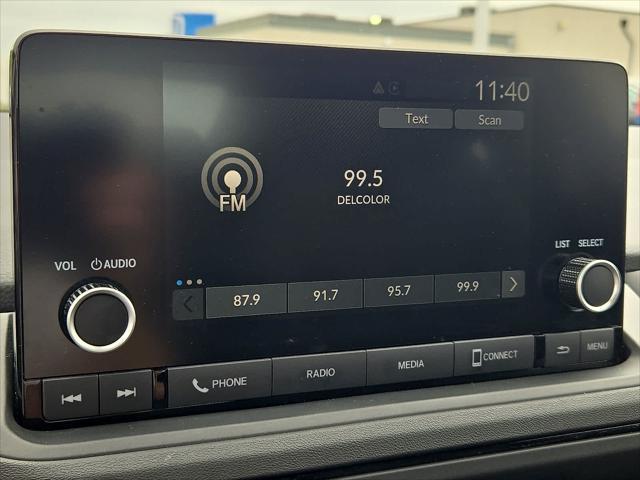 11:40
Text Scan
99.5
FM
DELCOLOR
LIST SELECT
VOL AUDIO
87.9 91.7 95.7 99.9
PHONE RADIO MEDIA CONNECT MENU